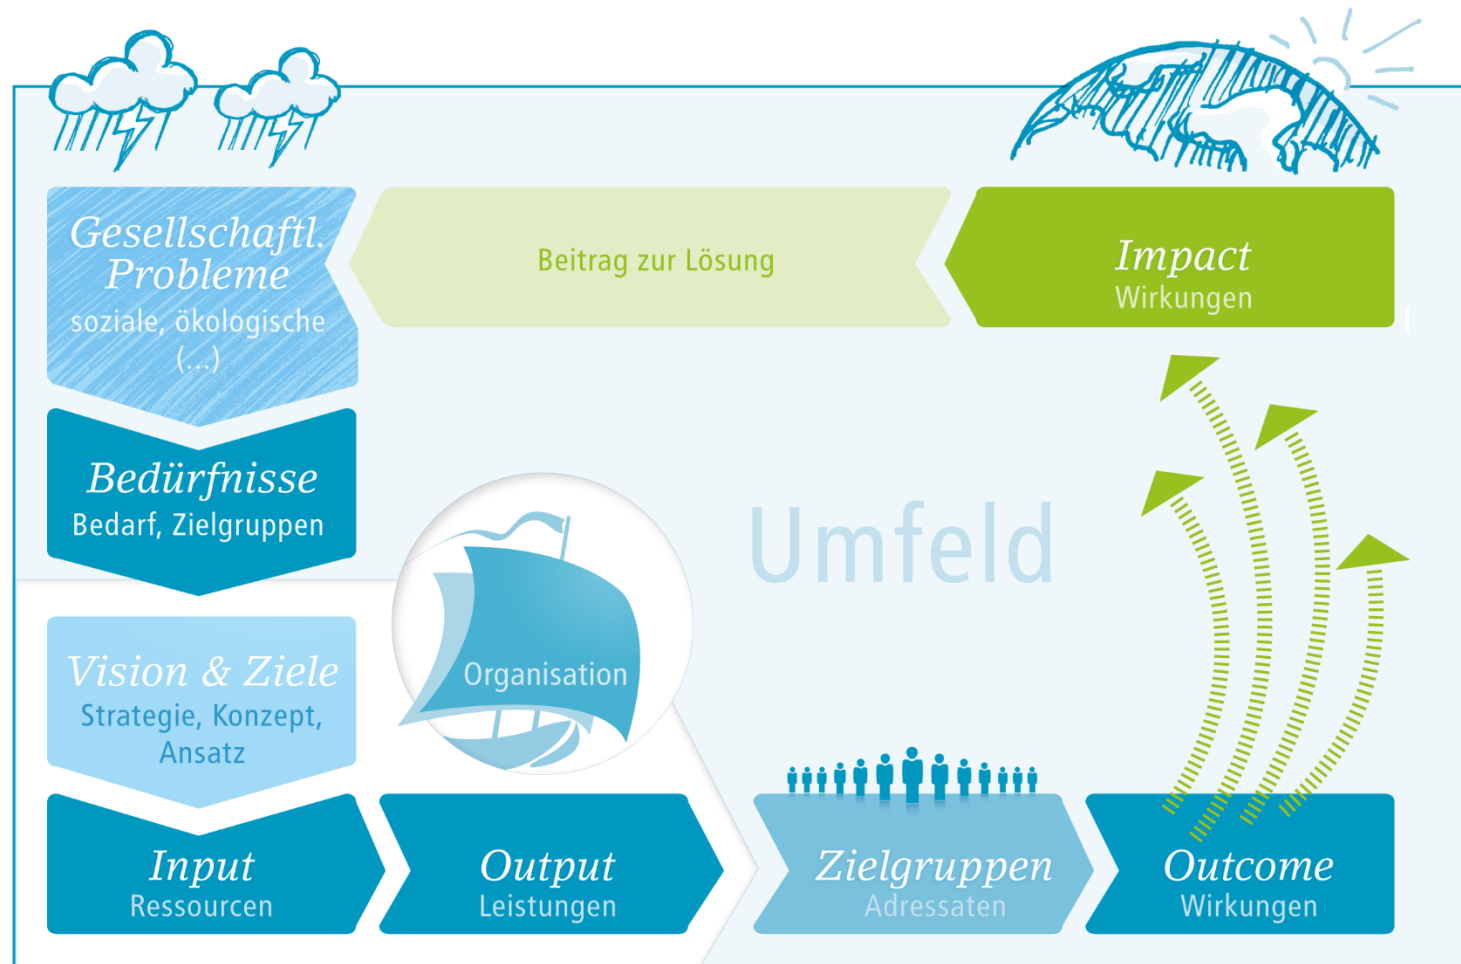 Gesellschaftl.
Probleme
soziale, ökologische
(...)
Beitrag zur Lösung
Impact
Wirkungen
Bedürfnisse
Bedarf, Zielgruppen
Umfeld
Vision & Ziele
Strategie, Konzept,
Ansatz
Organisation
Input
Ressourcen
Output
Leistungen
Zielgruppen
Adressaten
Outcome
Wirkungen